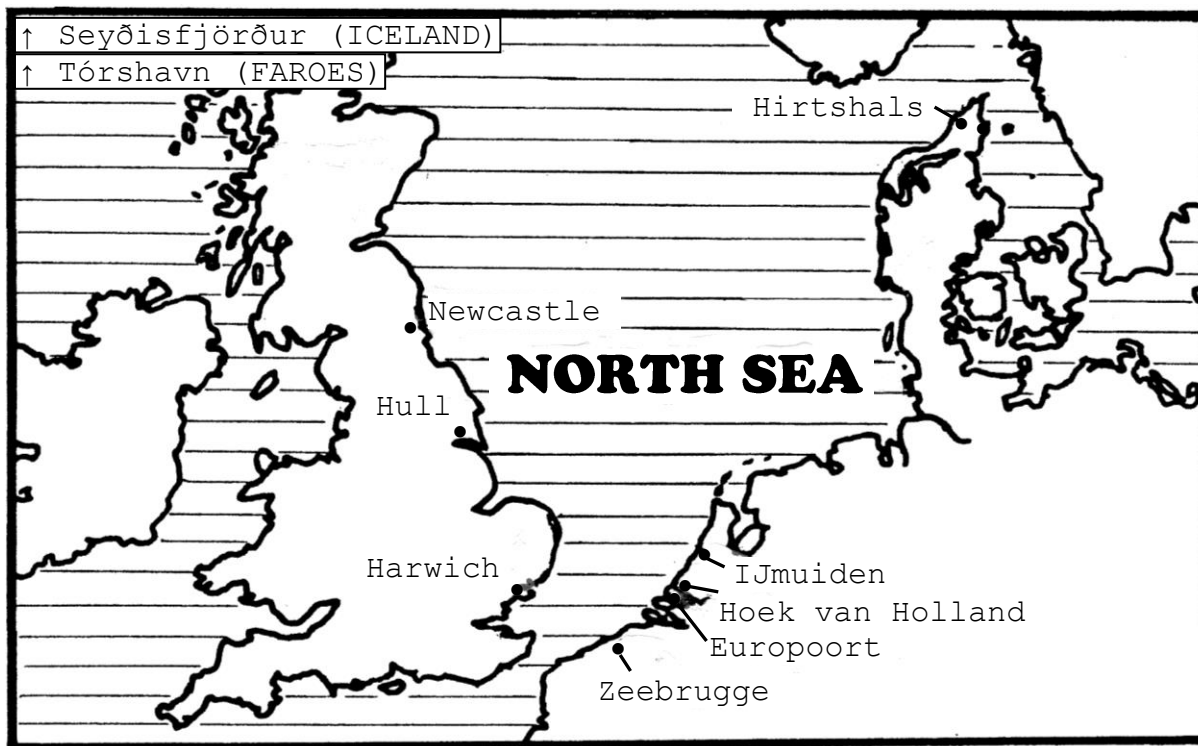 ↑ Seyðisfjörður (ICELAND)
↑ Tórshavn (FAROES)
Hirtshals
Newcastle
NORTH SEA
Hull
Harwich
IJmuiden
Hoek van Holland
Europoort
Zeebrugge